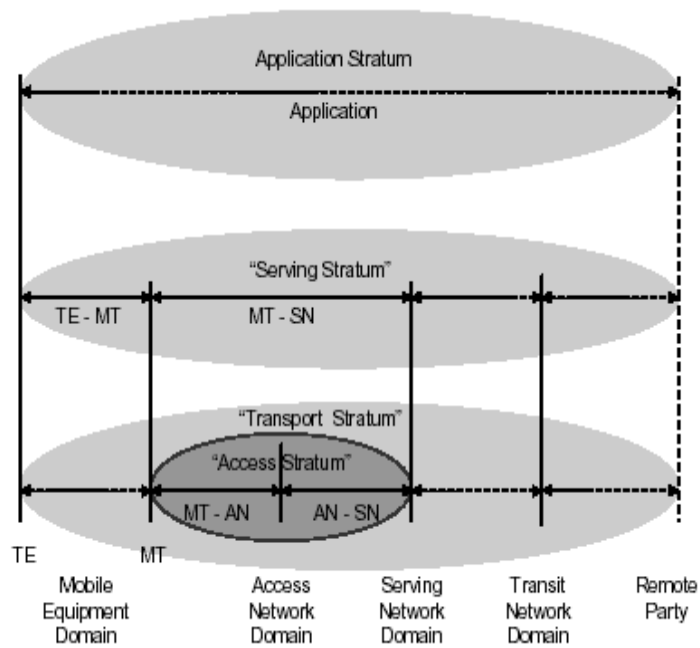 Application Stratum
Application
“Serving Stratum”
TE - MT MT - SN
“Transport Stratum”
“Access Stratum”
MT - AN AN - SN
TE MT
Mobile Access Serving Transit Remote
Equipment Network Network Network Party
Domain Domain Domain Domain